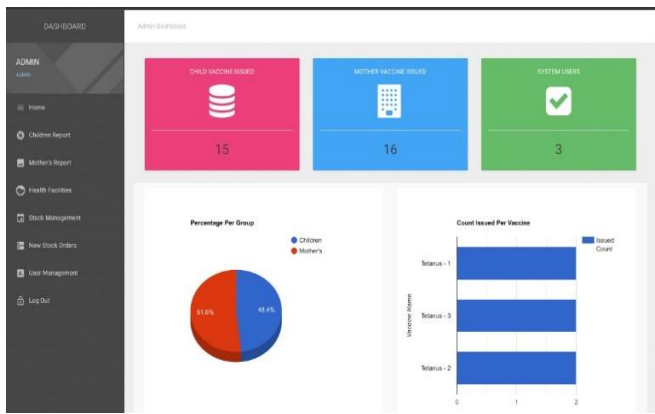 DASHBOARD
Admin Dashboard
ADMIN
ADMIN
Home
Children Report
Mother's Report
Health Facilities
Stock Management
New Stock Orders
User Management
Log Out
CHILD VACCINE ISSUED
15
MOTHER VACCINE ISSUED
16
SYSTEM USERS
3
Percentage Per Group
Children
Mother's
51.6%
48.4%
Count Issued Per Vaccine
Issued
Count
Vaccine Name
Tetanus - 1
Tetanus - 3
Tetanus - 2
0 1 2